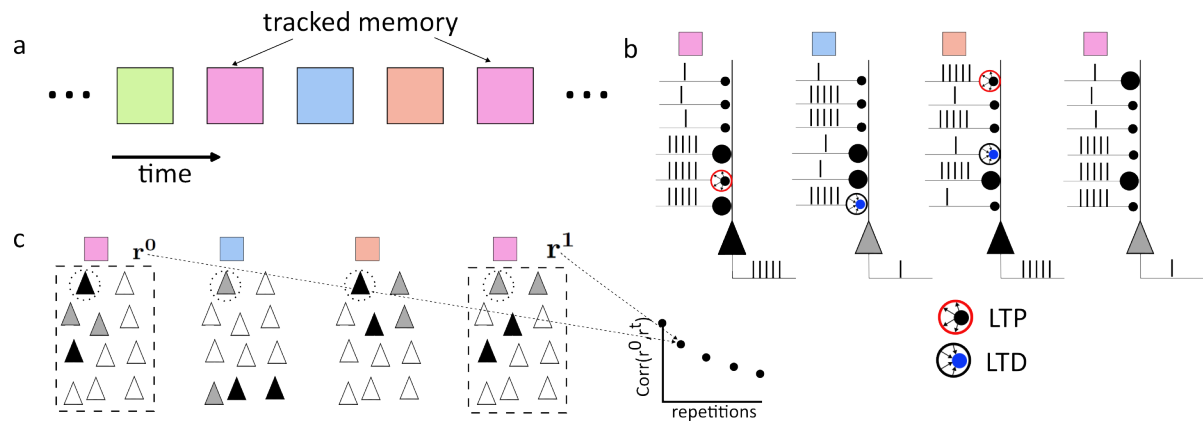 tracked memory
a
time
b
LTP
LTD
c
r⁰
r¹
Corr(r⁰,rᵗ)
repetitions